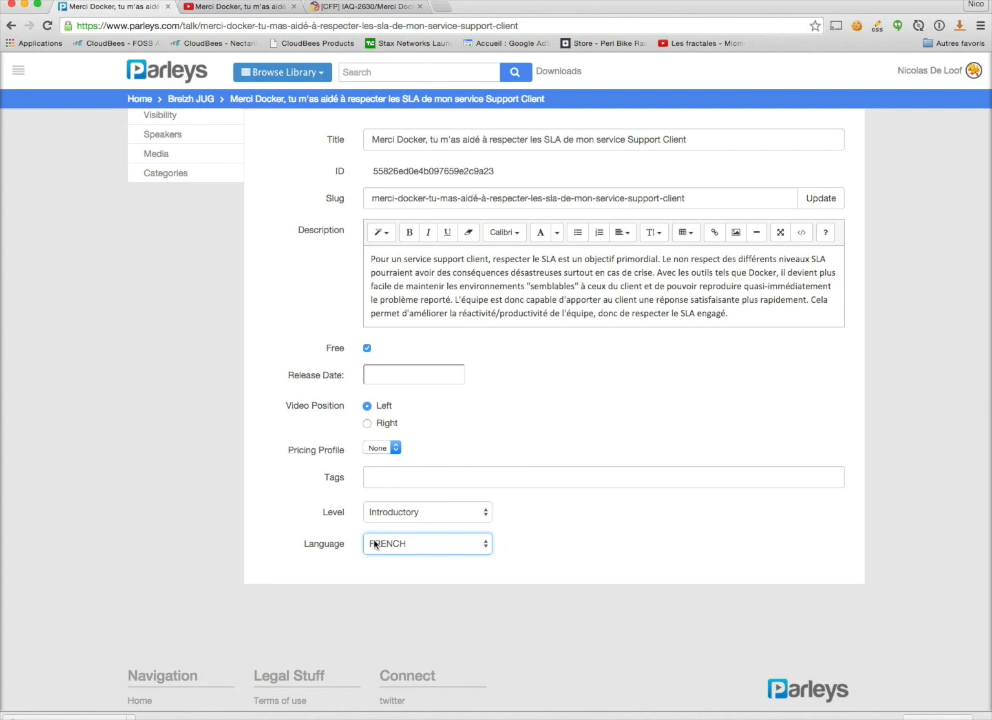 Merci Docker, tu m'as aidé
Merci Docker, tu m'as aidé
[CFP] IAQ-2630/Merci Doc
Nico
https://www.parleys.com/talk/merci-docker-tu-mas-aidé-à-respecter-les-sla-de-mon-service-support-client
Applications
CloudBees - FOSS
CloudBees - Nectar
CloudBees Products
Stax Networks Laun
Accueil : Google Ad
Store - Peri Bike Ra
Les fractales - Micm
Autres favoris
Parleys
Browse Library
Search
Downloads
Nicolas De Loof
Home > Breizh JUG > Merci Docker, tu m'as aidé à respecter les SLA de mon service Support Client
Visibility
Speakers
Media
Categories
Title
Merci Docker, tu m'as aidé à respecter les SLA de mon service Support Client
ID
55826ed0e4b097659e2c9a23
Slug
merci-docker-tu-mas-aidé-à-respecter-les-sla-de-mon-service-support-client
Update
Description
B I U Calibri A TI ?
Pour un service support client, respecter le SLA est un objectif primordial. Le non respect des différents niveaux SLA
pourraient avoir des conséquences désastreuses surtout en cas de crise. Avec les outils tels que Docker, il devient plus
facile de maintenir les environnements "semblables" à ceux du client et de pouvoir reproduire quasi-immédiatement
le problème reporté. L'équipe est donc capable d'apporter au client une réponse satisfaisante plus rapidement. Cela
permet d'améliorer la réactivité/productivité de l'équipe, donc de respecter le SLA engagé.
Free
Release Date:
Video Position
Left
Right
Pricing Profile
None
Tags
Level
Introductory
Language
FRENCH
Navigation
Legal Stuff
Connect
Home
Terms of use
twitter
Parleys